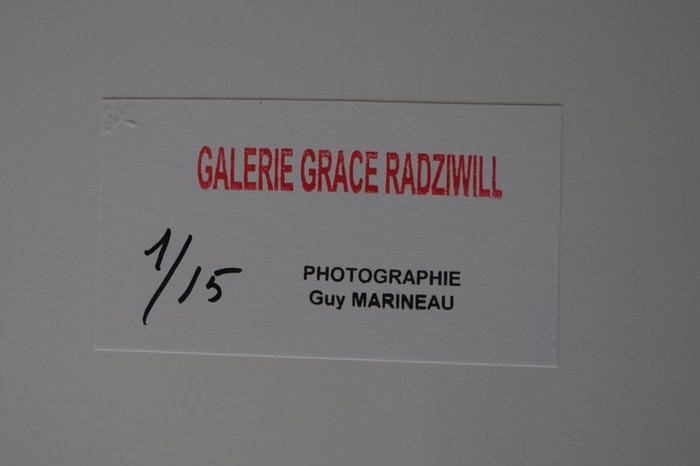 GALERIE GRACE RADZIWILL
1/15
PHOTOGRAPHIE
Guy MARINEAU